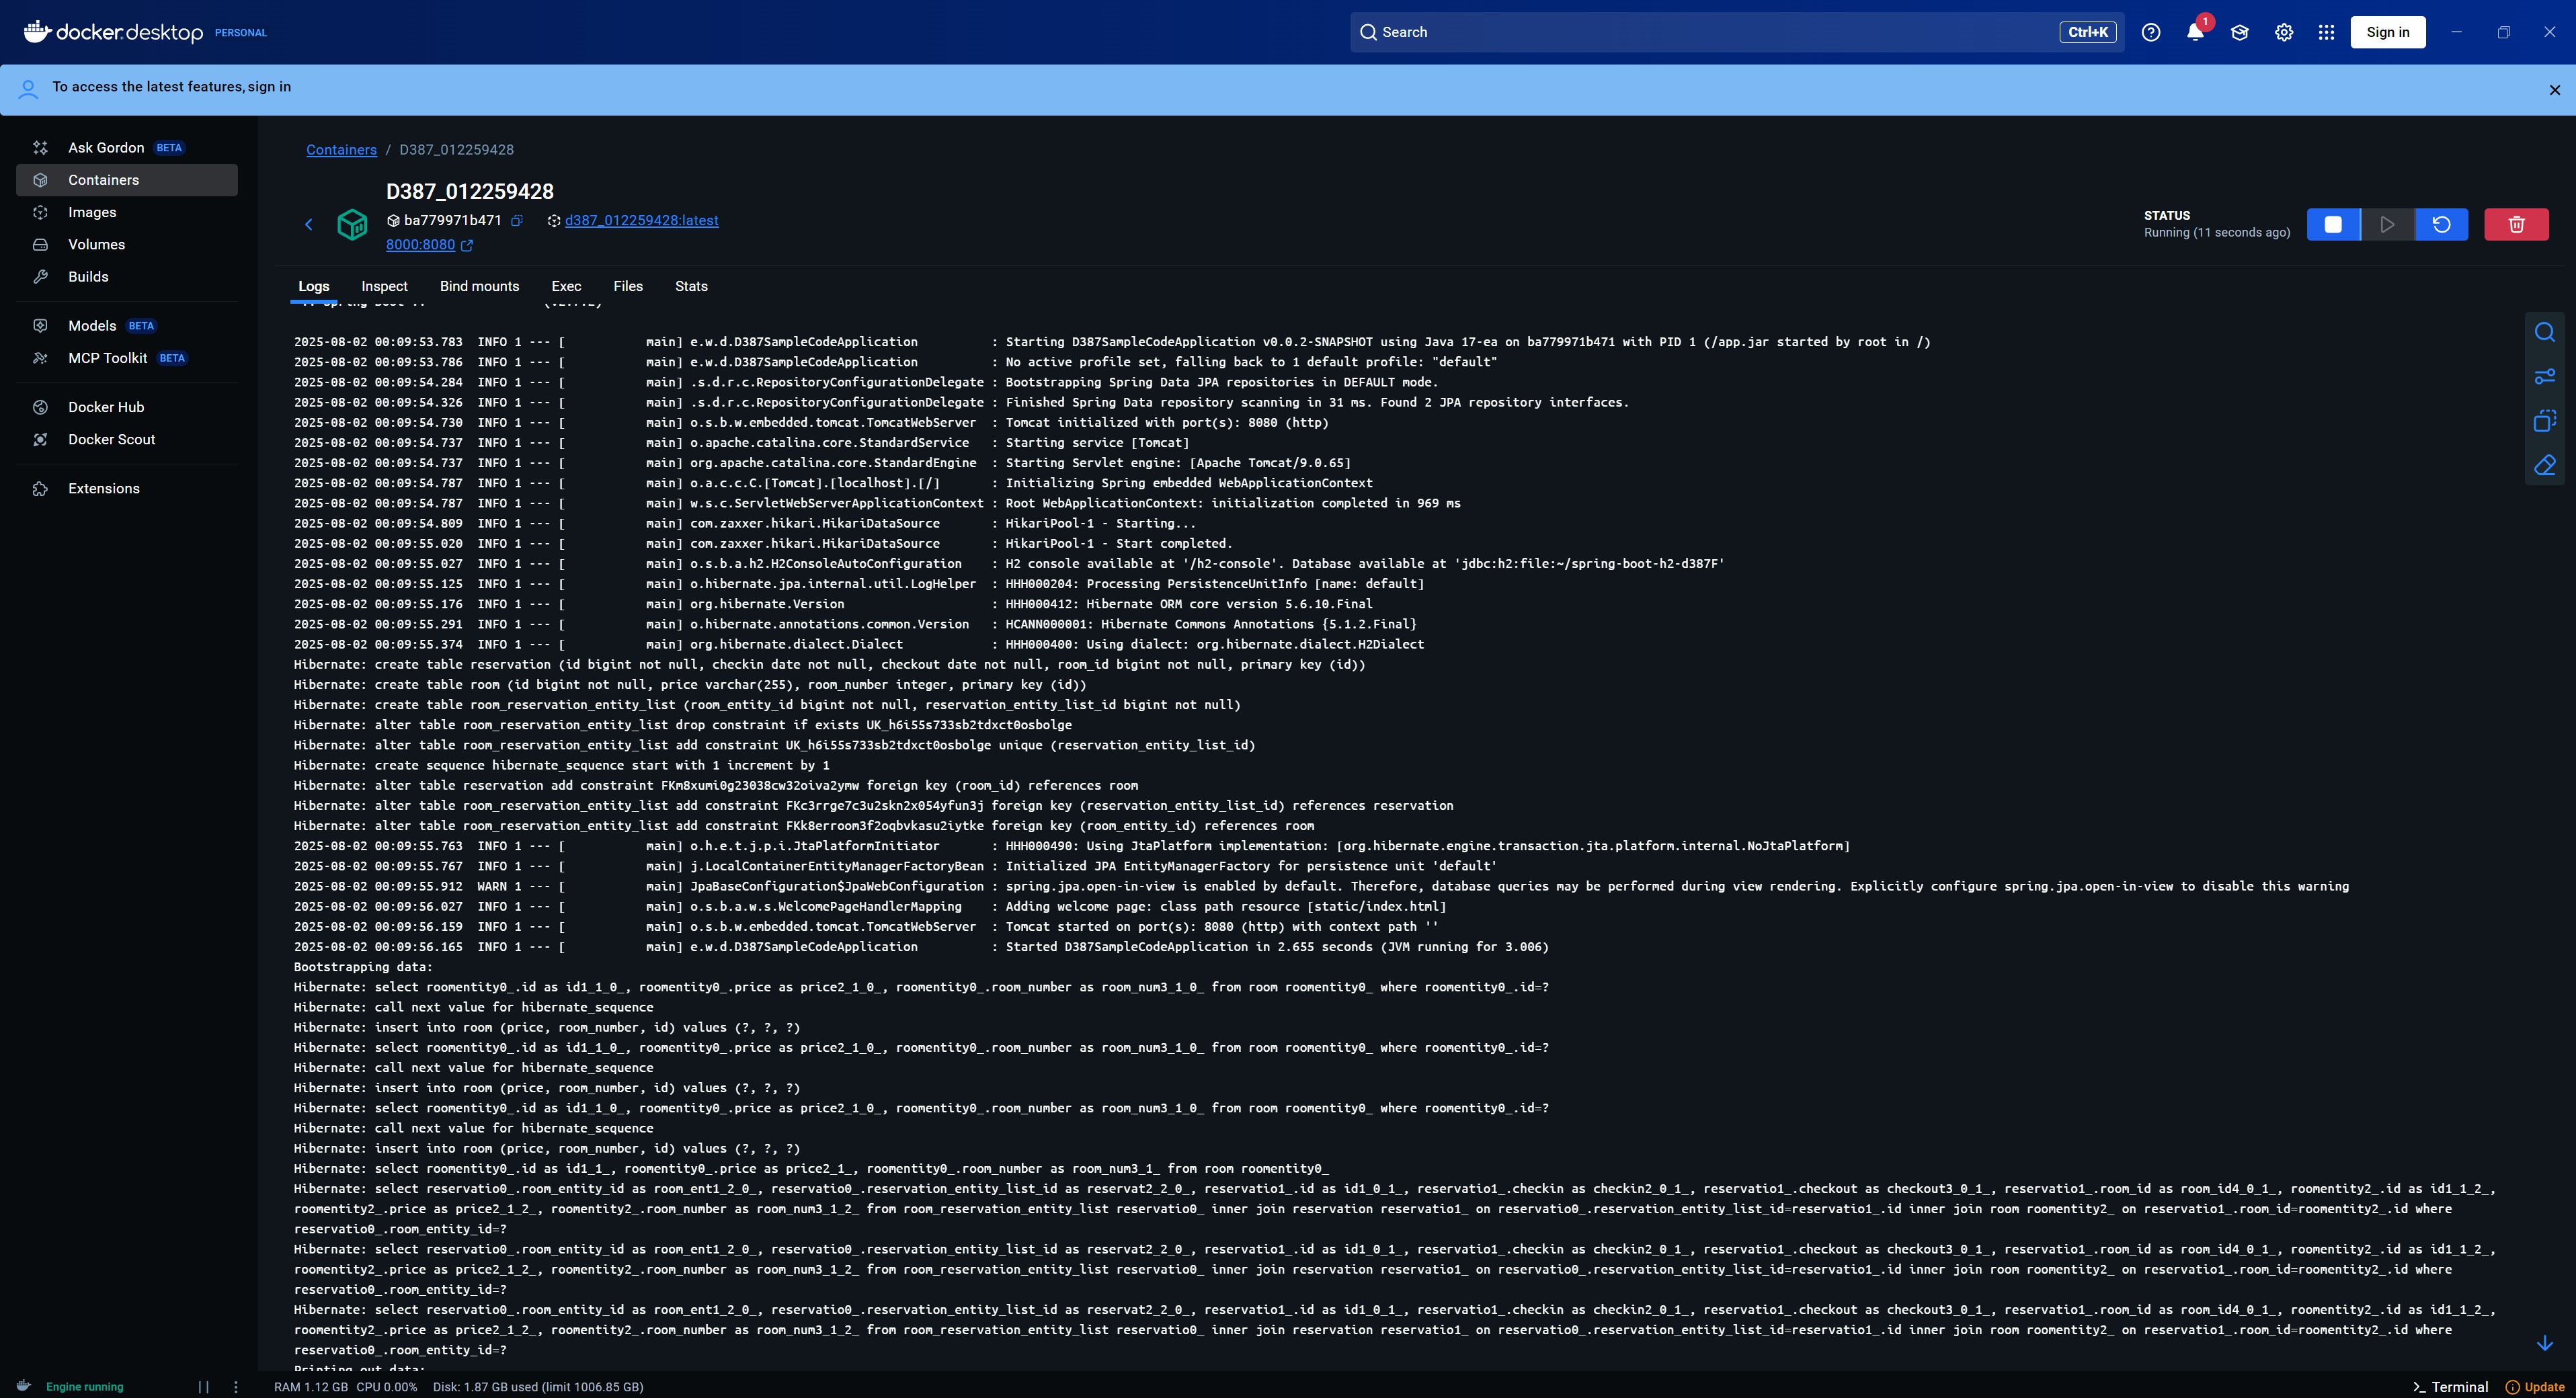 docker.desktop PERSONAL
Search
Ctrl+K
1
Sign in
To access the latest features, sign in
Ask Gordon BETA
Containers
Images
Volumes
Builds
Models BETA
MCP Toolkit BETA
Docker Hub
Docker Scout
Extensions
Containers / D387_012259428
D387_012259428
ba779971b471
d387_012259428:latest
8000:8080
STATUS
Running (11 seconds ago)
Logs
Inspect
Bind mounts
Exec
Files
Stats
2025-08-02 00:09:53.783  INFO 1 --- [           main] e.w.d.D387SampleCodeApplication          : Starting D387SampleCodeApplication v0.0.2-SNAPSHOT using Java 17-ea on ba779971b471 with PID 1 (/app.jar started by root in /)
2025-08-02 00:09:53.786  INFO 1 --- [           main] e.w.d.D387SampleCodeApplication          : No active profile set, falling back to 1 default profile: "default"
2025-08-02 00:09:54.284  INFO 1 --- [           main] .s.d.r.c.RepositoryConfigurationDelegate : Bootstrapping Spring Data JPA repositories in DEFAULT mode.
2025-08-02 00:09:54.326  INFO 1 --- [           main] .s.d.r.c.RepositoryConfigurationDelegate : Finished Spring Data repository scanning in 31 ms. Found 2 JPA repository interfaces.
2025-08-02 00:09:54.730  INFO 1 --- [           main] o.s.b.w.embedded.tomcat.TomcatWebServer  : Tomcat initialized with port(s): 8080 (http)
2025-08-02 00:09:54.737  INFO 1 --- [           main] o.apache.catalina.core.StandardService   : Starting service [Tomcat]
2025-08-02 00:09:54.737  INFO 1 --- [           main] org.apache.catalina.core.StandardEngine  : Starting Servlet engine: [Apache Tomcat/9.0.65]
2025-08-02 00:09:54.787  INFO 1 --- [           main] o.a.c.c.C.[Tomcat].[localhost].[/]       : Initializing Spring embedded WebApplicationContext
2025-08-02 00:09:54.787  INFO 1 --- [           main] w.s.c.ServletWebServerApplicationContext : Root WebApplicationContext: initialization completed in 969 ms
2025-08-02 00:09:54.809  INFO 1 --- [           main] com.zaxxer.hikari.HikariDataSource       : HikariPool-1 - Starting...
2025-08-02 00:09:55.020  INFO 1 --- [           main] com.zaxxer.hikari.HikariDataSource       : HikariPool-1 - Start completed.
2025-08-02 00:09:55.027  INFO 1 --- [           main] o.s.b.a.h2.H2ConsoleAutoConfiguration    : H2 console available at '/h2-console'. Database available at 'jdbc:h2:file:~/spring-boot-h2-d387F'
2025-08-02 00:09:55.125  INFO 1 --- [           main] o.hibernate.jpa.internal.util.LogHelper  : HHH000204: Processing PersistenceUnitInfo [name: default]
2025-08-02 00:09:55.176  INFO 1 --- [           main] org.hibernate.Version                    : HHH000412: Hibernate ORM core version 5.6.10.Final
2025-08-02 00:09:55.291  INFO 1 --- [           main] o.hibernate.annotations.common.Version   : HCANN000001: Hibernate Commons Annotations {5.1.2.Final}
2025-08-02 00:09:55.374  INFO 1 --- [           main] org.hibernate.dialect.Dialect            : HHH000400: Using dialect: org.hibernate.dialect.H2Dialect
Hibernate: create table reservation (id bigint not null, checkin date not null, checkout date not null, room_id bigint not null, primary key (id))
Hibernate: create table room (id bigint not null, price varchar(255), room_number integer, primary key (id))
Hibernate: create table room_reservation_entity_list (room_entity_id bigint not null, reservation_entity_list_id bigint not null)
Hibernate: alter table room_reservation_entity_list drop constraint if exists UK_h6i55s733sb2tdxct0osbolge
Hibernate: alter table room_reservation_entity_list add constraint UK_h6i55s733sb2tdxct0osbolge unique (reservation_entity_list_id)
Hibernate: create sequence hibernate_sequence start with 1 increment by 1
Hibernate: alter table reservation add constraint FKm8xumi0g23038cw32oiva2ymw foreign key (room_id) references room
Hibernate: alter table room_reservation_entity_list add constraint FKc3rrge7c3u2skn2x054yfun3j foreign key (reservation_entity_list_id) references reservation
Hibernate: alter table room_reservation_entity_list add constraint FKk8erroom3f2oqbvkasu2iytke foreign key (room_entity_id) references room
2025-08-02 00:09:55.763  INFO 1 --- [           main] o.h.e.t.j.p.i.JtaPlatformInitiator       : HHH000490: Using JtaPlatform implementation: [org.hibernate.engine.transaction.jta.platform.internal.NoJtaPlatform]
2025-08-02 00:09:55.767  INFO 1 --- [           main] j.LocalContainerEntityManagerFactoryBean : Initialized JPA EntityManagerFactory for persistence unit 'default'
2025-08-02 00:09:55.912  WARN 1 --- [           main] JpaBaseConfiguration$JpaWebConfiguration : spring.jpa.open-in-view is enabled by default. Therefore, database queries may be performed during view rendering. Explicitly configure spring.jpa.open-in-view to disable this warning
2025-08-02 00:09:56.027  INFO 1 --- [           main] o.s.b.a.w.s.WelcomePageHandlerMapping    : Adding welcome page: class path resource [static/index.html]
2025-08-02 00:09:56.159  INFO 1 --- [           main] o.s.b.w.embedded.tomcat.TomcatWebServer  : Tomcat started on port(s): 8080 (http) with context path ''
2025-08-02 00:09:56.165  INFO 1 --- [           main] e.w.d.D387SampleCodeApplication          : Started D387SampleCodeApplication in 2.655 seconds (JVM running for 3.006)
Bootstrapping data:
Hibernate: select roomentity0_.id as id1_1_0_, roomentity0_.price as price2_1_0_, roomentity0_.room_number as room_num3_1_0_ from room roomentity0_ where roomentity0_.id=?
Hibernate: call next value for hibernate_sequence
Hibernate: insert into room (price, room_number, id) values (?, ?, ?)
Hibernate: select roomentity0_.id as id1_1_0_, roomentity0_.price as price2_1_0_, roomentity0_.room_number as room_num3_1_0_ from room roomentity0_ where roomentity0_.id=?
Hibernate: call next value for hibernate_sequence
Hibernate: insert into room (price, room_number, id) values (?, ?, ?)
Hibernate: select roomentity0_.id as id1_1_0_, roomentity0_.price as price2_1_0_, roomentity0_.room_number as room_num3_1_0_ from room roomentity0_ where roomentity0_.id=?
Hibernate: call next value for hibernate_sequence
Hibernate: insert into room (price, room_number, id) values (?, ?, ?)
Hibernate: select roomentity0_.id as id1_1_, roomentity0_.price as price2_1_, roomentity0_.room_number as room_num3_1_ from room roomentity0_
Hibernate: select reservatio0_.room_entity_id as room_ent1_2_0_, reservatio0_.reservation_entity_list_id as reservat2_2_0_, reservatio1_.id as id1_0_1_, reservatio1_.checkin as checkin2_0_1_, reservatio1_.checkout as checkout3_0_1_, reservatio1_.room_id as room_id4_0_1_, roomentity2_.id as id1_1_2_,
roomentity2_.price as price2_1_2_, roomentity2_.room_number as room_num3_1_2_ from room_reservation_entity_list reservatio0_ inner join reservation reservatio1_ on reservatio0_.reservation_entity_list_id=reservatio1_.id inner join room roomentity2_ on reservatio1_.room_id=roomentity2_.id where
reservatio0_.room_entity_id=?
Hibernate: select reservatio0_.room_entity_id as room_ent1_2_0_, reservatio0_.reservation_entity_list_id as reservat2_2_0_, reservatio1_.id as id1_0_1_, reservatio1_.checkin as checkin2_0_1_, reservatio1_.checkout as checkout3_0_1_, reservatio1_.room_id as room_id4_0_1_, roomentity2_.id as id1_1_2_,
roomentity2_.price as price2_1_2_, roomentity2_.room_number as room_num3_1_2_ from room_reservation_entity_list reservatio0_ inner join reservation reservatio1_ on reservatio0_.reservation_entity_list_id=reservatio1_.id inner join room roomentity2_ on reservatio1_.room_id=roomentity2_.id where
reservatio0_.room_entity_id=?
Hibernate: select reservatio0_.room_entity_id as room_ent1_2_0_, reservatio0_.reservation_entity_list_id as reservat2_2_0_, reservatio1_.id as id1_0_1_, reservatio1_.checkin as checkin2_0_1_, reservatio1_.checkout as checkout3_0_1_, reservatio1_.room_id as room_id4_0_1_, roomentity2_.id as id1_1_2_,
roomentity2_.price as price2_1_2_, roomentity2_.room_number as room_num3_1_2_ from room_reservation_entity_list reservatio0_ inner join reservation reservatio1_ on reservatio0_.reservation_entity_list_id=reservatio1_.id inner join room roomentity2_ on reservatio1_.room_id=roomentity2_.id where
reservatio0_.room_entity_id=?
Printing out data:
Engine running
RAM 1.12 GB CPU 0.00% Disk: 1.87 GB used (limit 1006.85 GB)
Terminal
Update